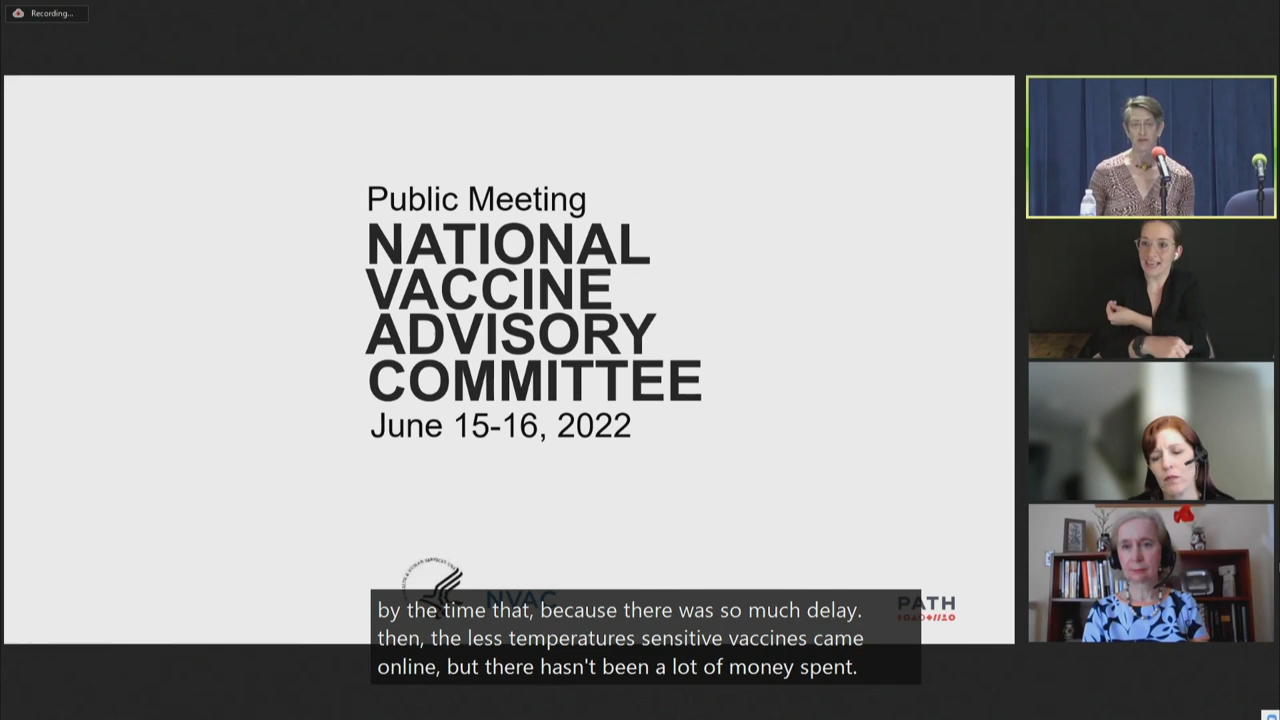 Recording...
Public Meeting
NATIONAL
VACCINE
ADVISORY
COMMITTEE
June 15-16, 2022
NVAC
PATH
by the time that, because there was so much delay.
then, the less temperatures sensitive vaccines came
online, but there hasn't been a lot of money spent.